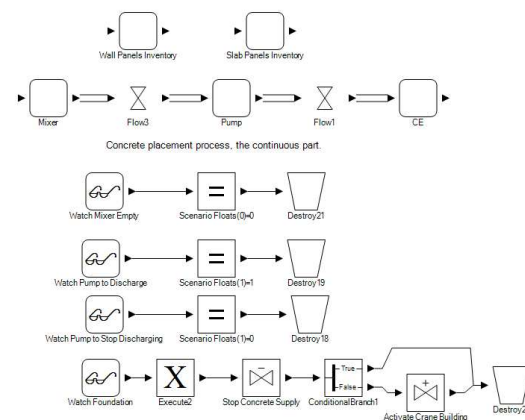 Wall Panels Inventory
Slab Panels Inventory
Mixer
Flow3
Pump
Flow1
CE
Concrete placement process, the continuous part.
Watch Mixer Empty
Scenario Floats(0)=0
Destroy21
Watch Pump to Discharge
Scenario Floats(1)=1
Destroy19
Watch Pump to Stop Discharging
Scenario Floats(1)=0
Destroy18
True
False
Watch Foundation
X
Execute2
Stop Concrete Supply
ConditionalBranch1
Activate Crane Building